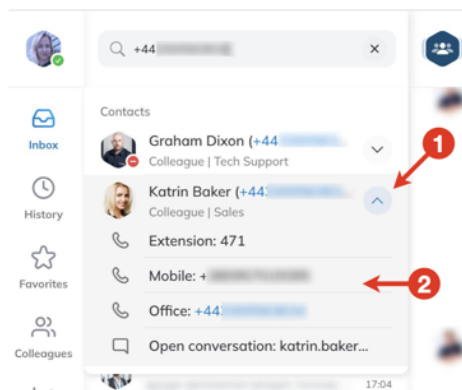 +44
Contacts
Graham Dixon (+44
Colleague | Tech Support
1
Inbox
Katrin Baker (+44
Colleague | Sales
History
Extension: 471
Mobile: +
2
Favorites
Office: +44
Colleagues
Open conversation: katrin.baker...
17:04